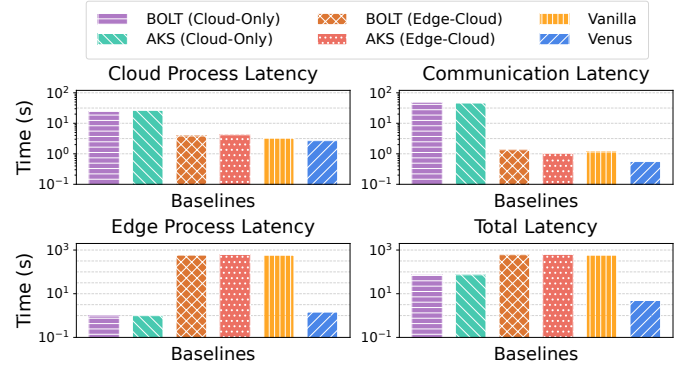 BOLT (Cloud-Only) BOLT (Edge-Cloud) Vanilla
AKS (Cloud-Only) AKS (Edge-Cloud) Venus
Cloud Process Latency Communication Latency
Time (s)
10² 10¹ 10⁰ 10⁻¹
10² 10¹ 10⁰ 10⁻¹
Baselines Baselines
Edge Process Latency Total Latency
Time (s)
10³ 10¹ 10⁻¹
10³ 10¹ 10⁻¹
Baselines Baselines